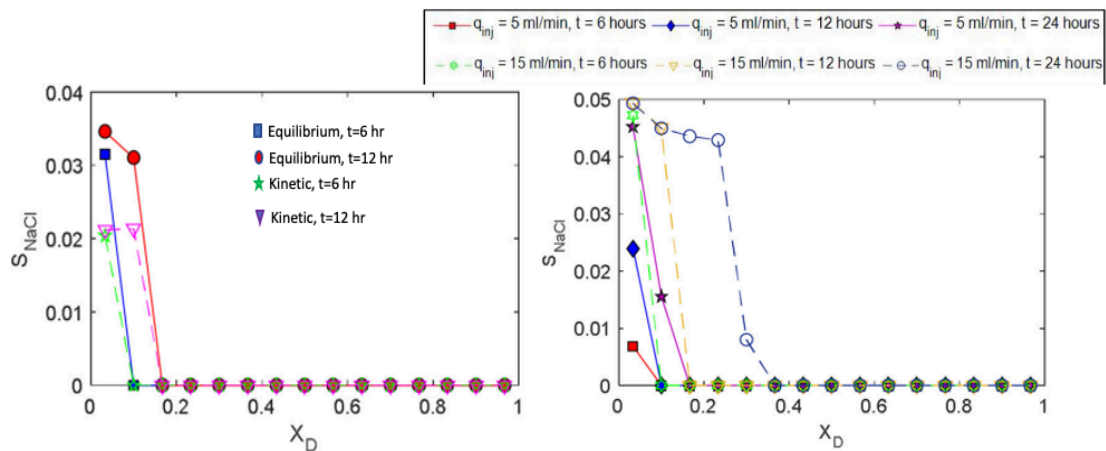 q_inj = 5 ml/min, t = 6 hours q_inj = 5 ml/min, t = 12 hours q_inj = 5 ml/min, t = 24 hours
q_inj = 15 ml/min, t = 6 hours q_inj = 15 ml/min, t = 12 hours q_inj = 15 ml/min, t = 24 hours
0.04
0.03
0.02
0.01
0
S_NaCl
Equilibrium, t=6 hr
Equilibrium, t=12 hr
Kinetic, t=6 hr
Kinetic, t=12 hr
0 0.2 0.4 0.6 0.8 1
X_D
0.05
0.04
0.03
0.02
0.01
0
S_NaCl
0 0.2 0.4 0.6 0.8 1
X_D